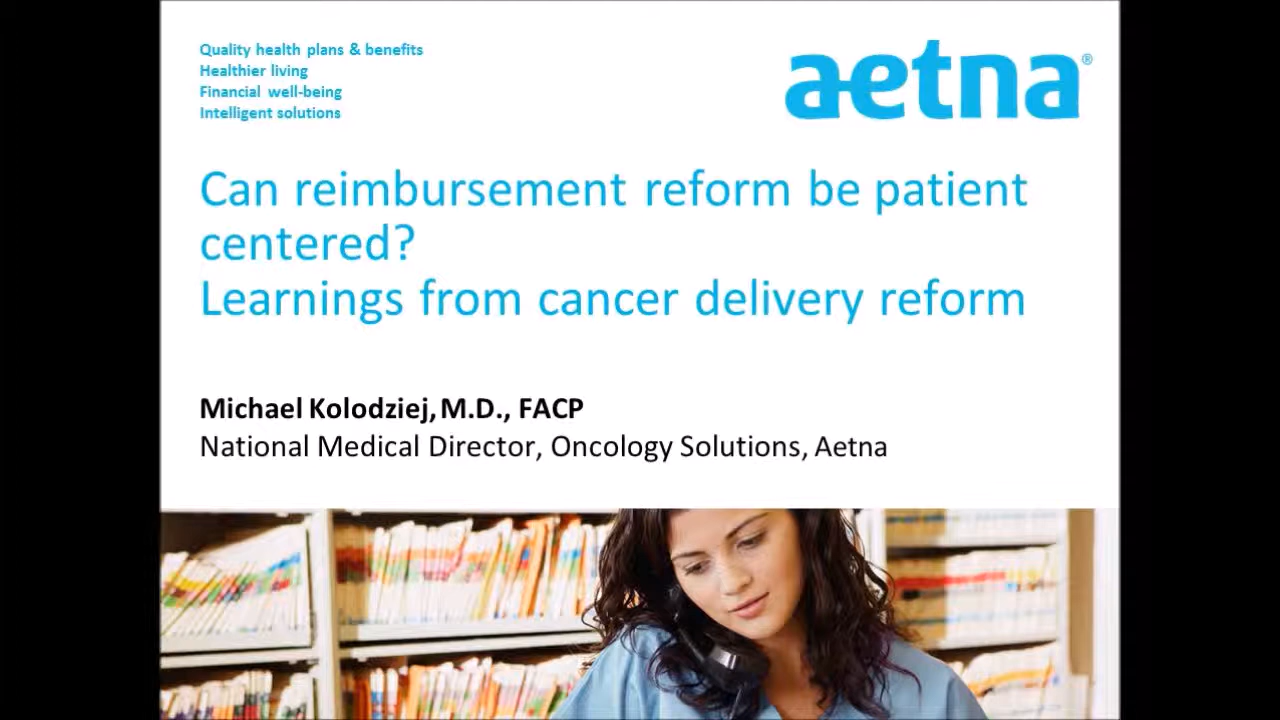 Quality health plans & benefits
Healthier living
Financial well-being
Intelligent solutions
aetna®
Can reimbursement reform be patient
centered?
Learnings from cancer delivery reform
Michael Kolodziej, M.D., FACP
National Medical Director, Oncology Solutions, Aetna